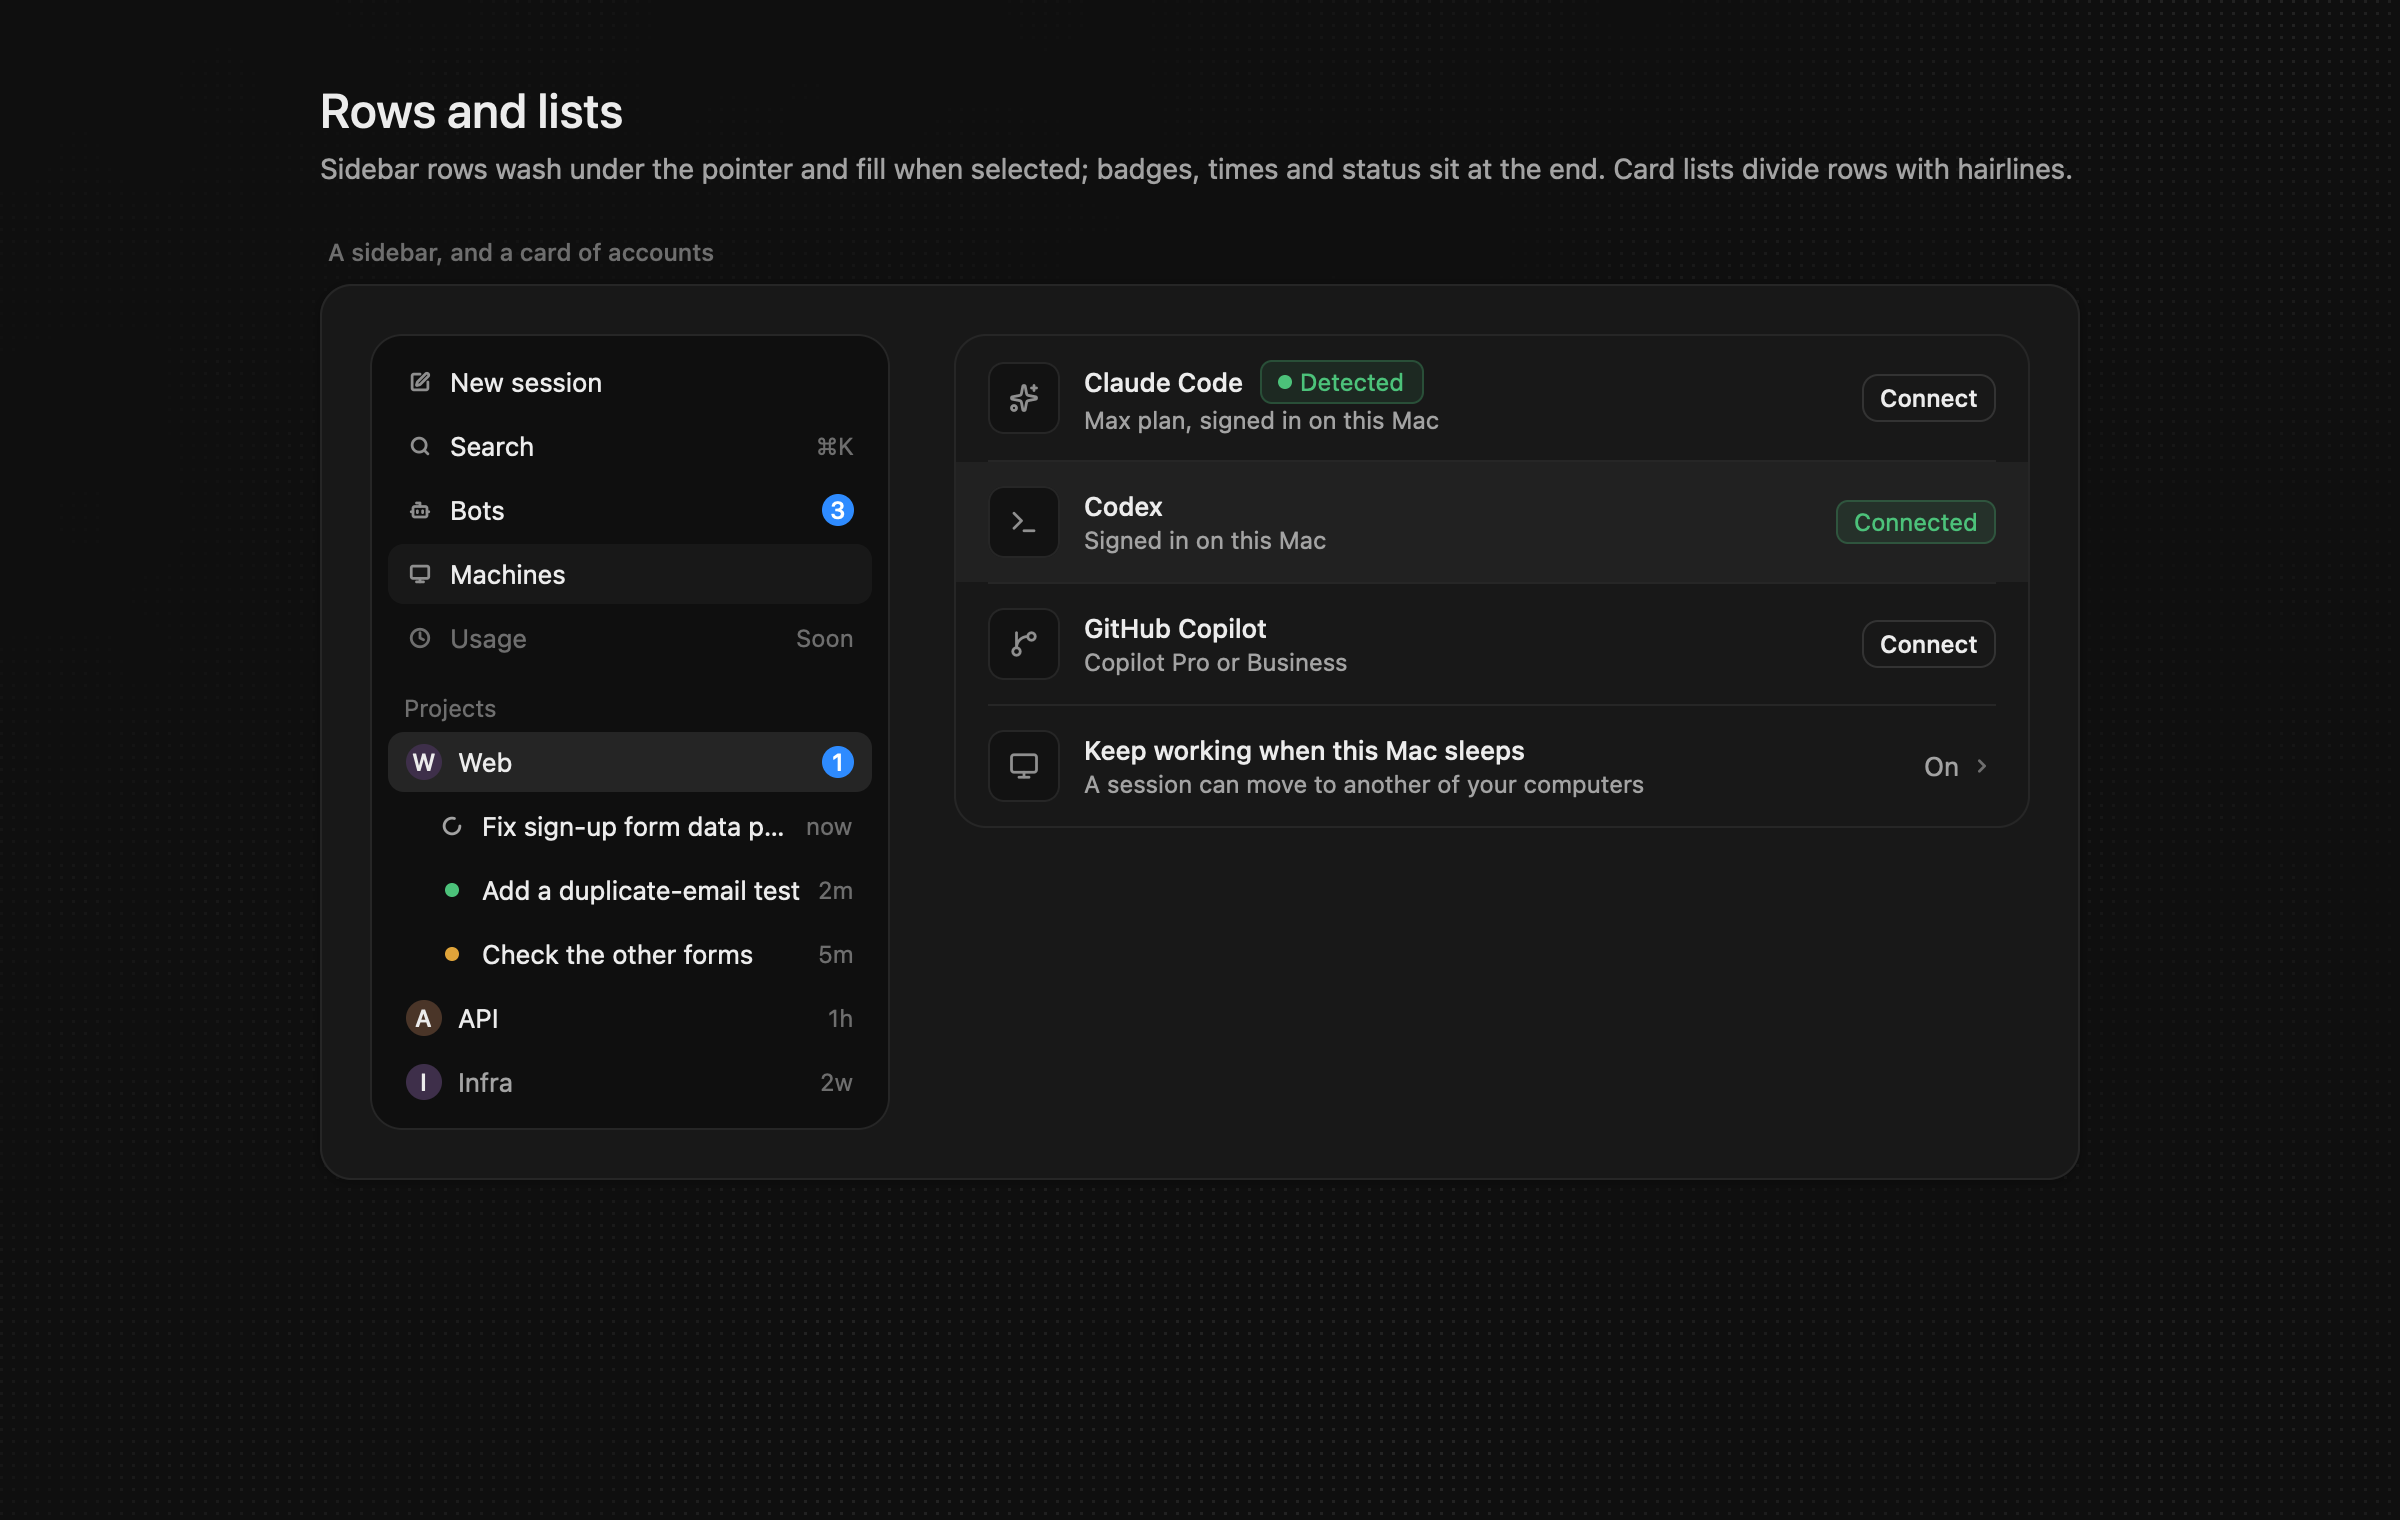 Rows and lists
Sidebar rows wash under the pointer and fill when selected; badges, times and status sit at the end. Card lists divide rows with hairlines.
A sidebar, and a card of accounts
New session
Search ⌘K
Bots 3
Machines
Usage Soon
Projects
W Web 1
Fix sign-up form data p... now
Add a duplicate-email test 2m
Check the other forms 5m
A API 1h
I Infra 2w
Claude Code Detected
Max plan, signed in on this Mac
Connect
Codex
Signed in on this Mac
Connected
GitHub Copilot
Copilot Pro or Business
Connect
Keep working when this Mac sleeps
A session can move to another of your computers
On